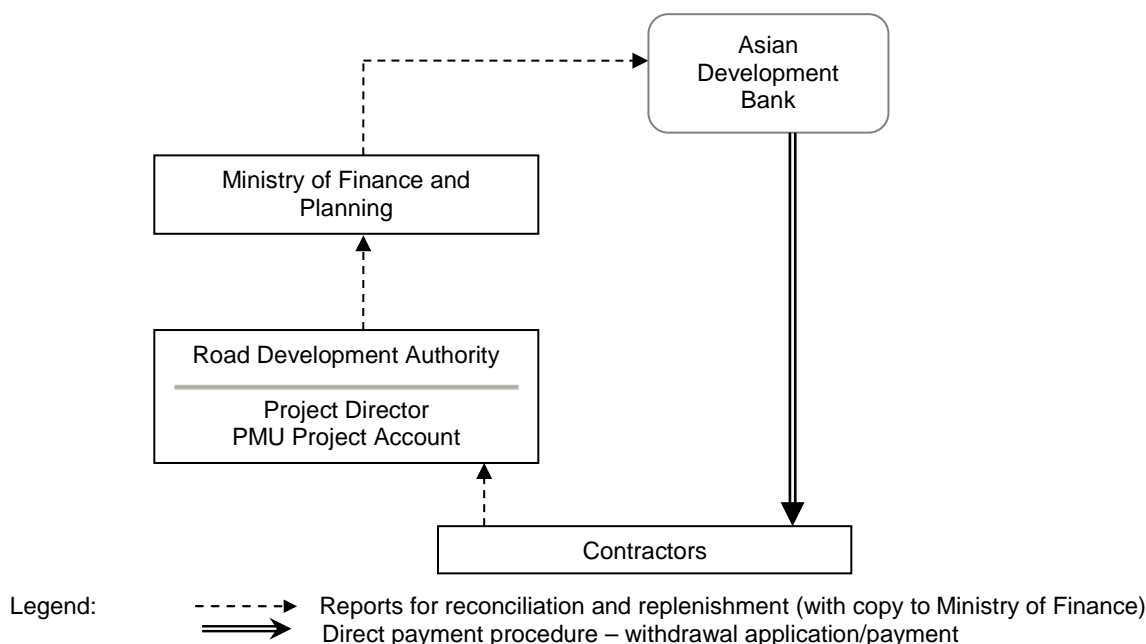 Asian
Development
Bank
Ministry of Finance and
Planning
Road Development Authority
Project Director
PMU Project Account
Contractors
Legend:
Reports for reconciliation and replenishment (with copy to Ministry of Finance)
Direct payment procedure – withdrawal application/payment